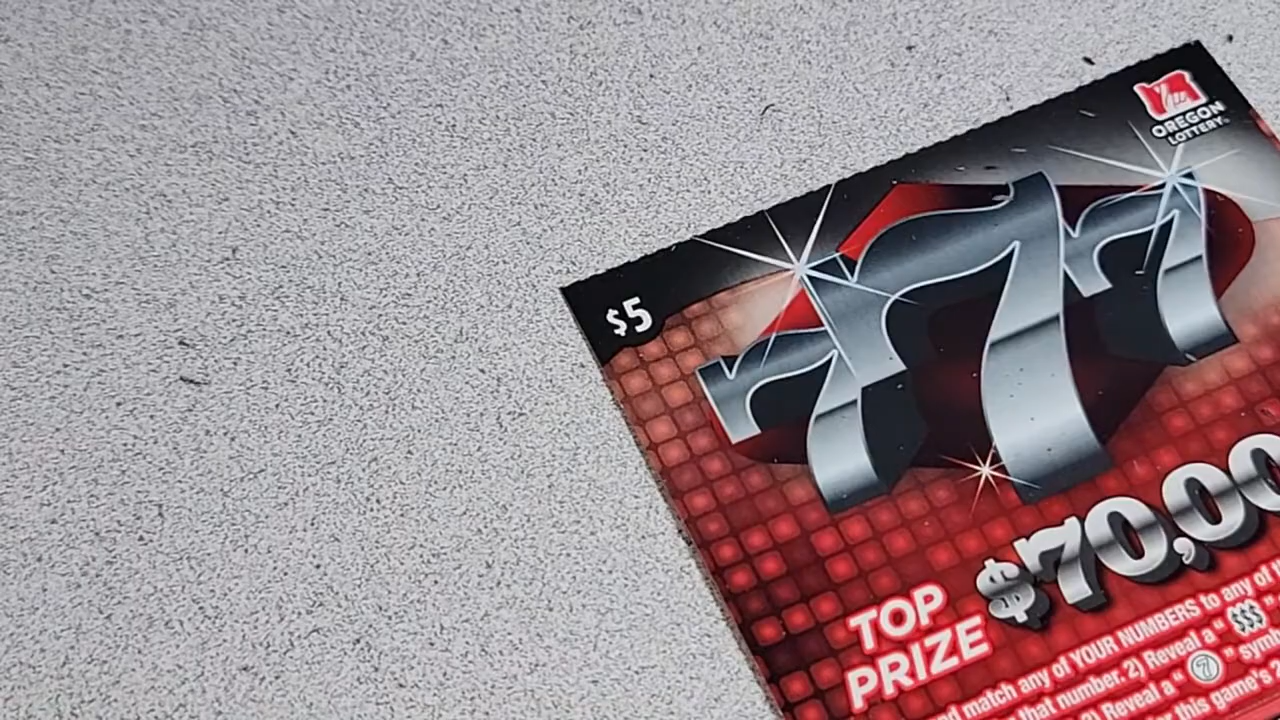 $5
OREGON
LOTTERY
777
TOP
PRIZE
$70,00
match any of YOUR NUMBERS to any of
that number. 2) Reveal a "$$$"
Reveal a "7"
this game's